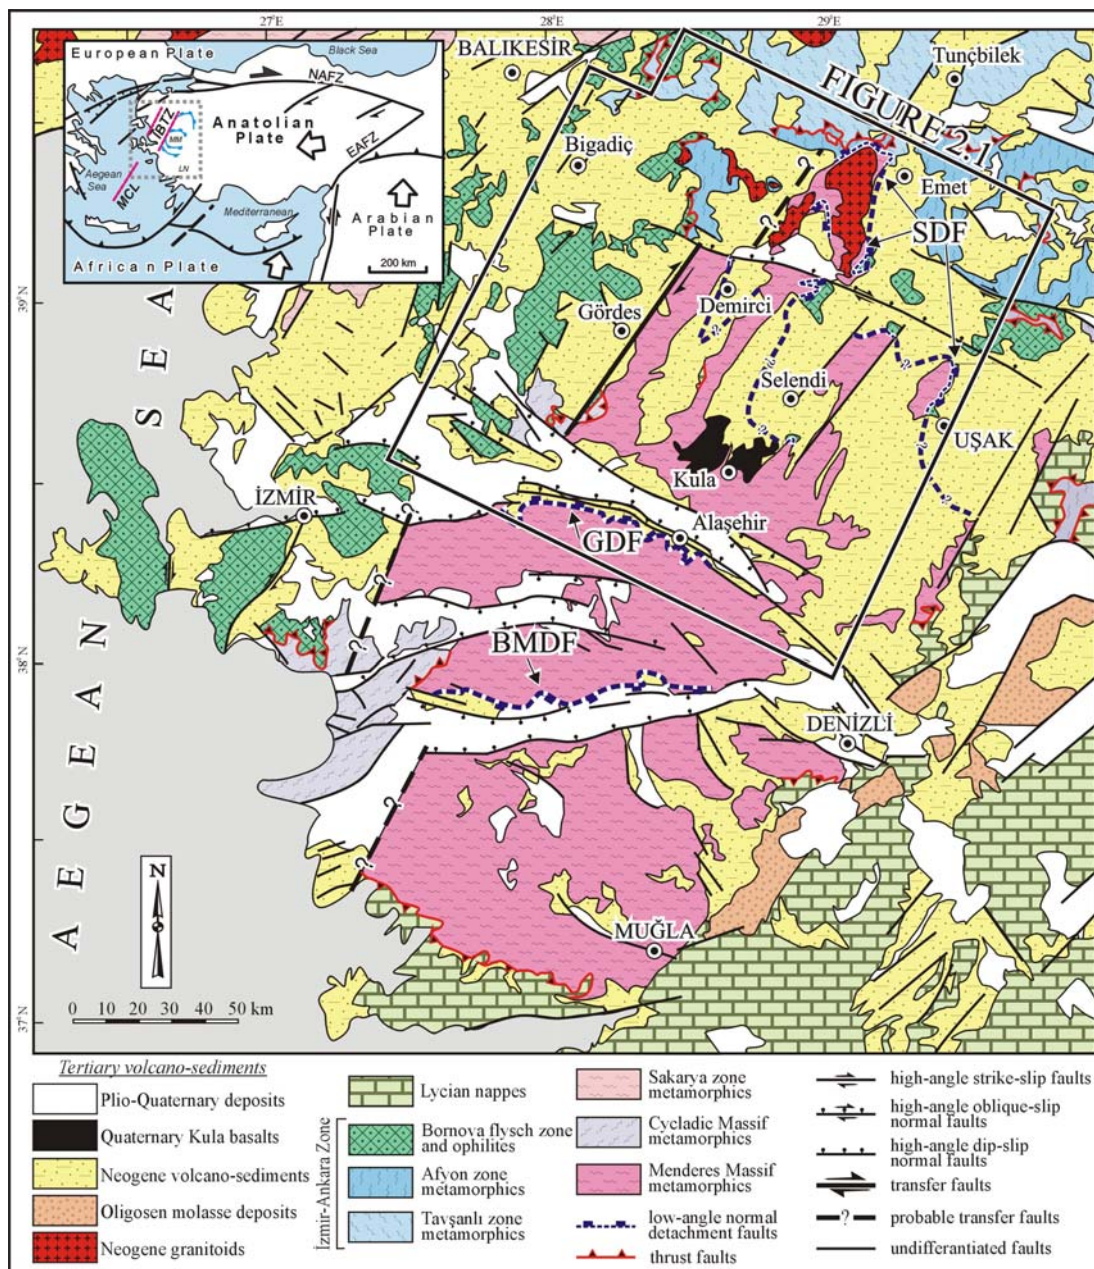 27°E 28°E 29°E
European Plate
Black Sea
NAFZ
Anatolian
Plate
IBTZ
MM
EAFZ
LN
Aegean
Sea
MCL
Mediterranean
Arabian
Plate
African Plate
200 km
BALIKESİR
Tunçbilek
FIGURE 2.1
Bigadiç
Emet
SDF
39°N
Demirci
Gördes
Selendi
UŞAK
Kula
İZMİR
Alaşehir
GDF
38°N
BMDF
DENİZLİ
MUĞLA
AEGEAN SEA
N
0 10 20 30 40 50 km
37°N
? ? ? ? ? ?
? ? ? ? ? ?
Tertiary volcano-sediments
Plio-Quaternary deposits
Quaternary Kula basalts
Neogene volcano-sediments
Oligosen molasse deposits
Neogene granitoids
Lycian nappes
İzmir-Ankara Zone
Bornova flysch zone
and ophilites
Afyon zone
metamorphics
Tavşanlı zone
metamorphics
Sakarya zone
metamorphics
Cycladic Massif
metamorphics
Menderes Massif
metamorphics
low-angle normal
detachment faults
thrust faults
high-angle strike-slip faults
high-angle oblique-slip
normal faults
high-angle dip-slip
normal faults
transfer faults
? probable transfer faults
undifferantiated faults